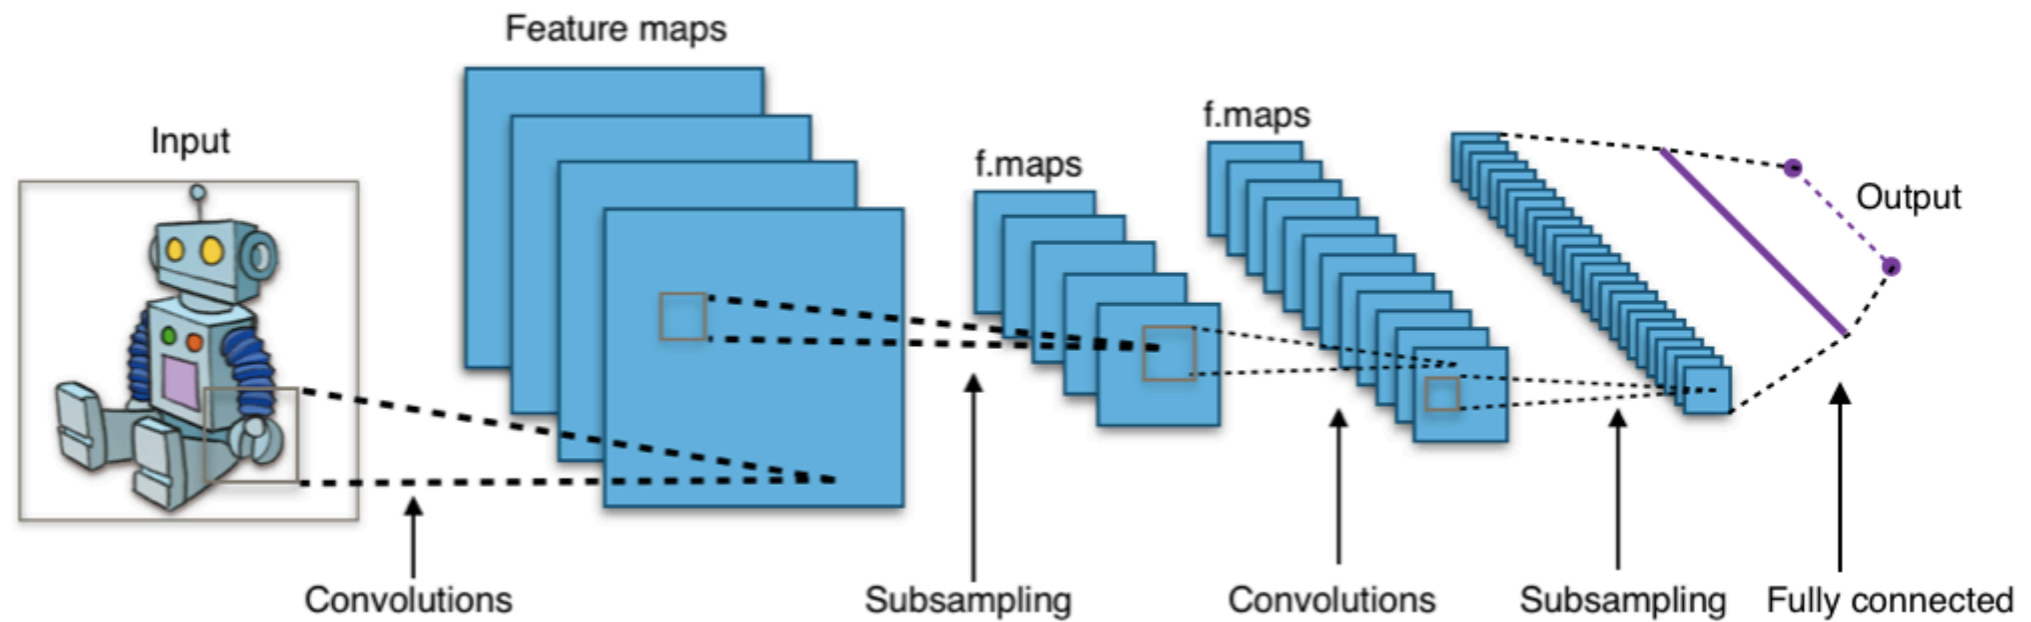 Feature maps
Input
f.maps
f.maps
Output
Convolutions
Subsampling
Convolutions
Subsampling
Fully connected